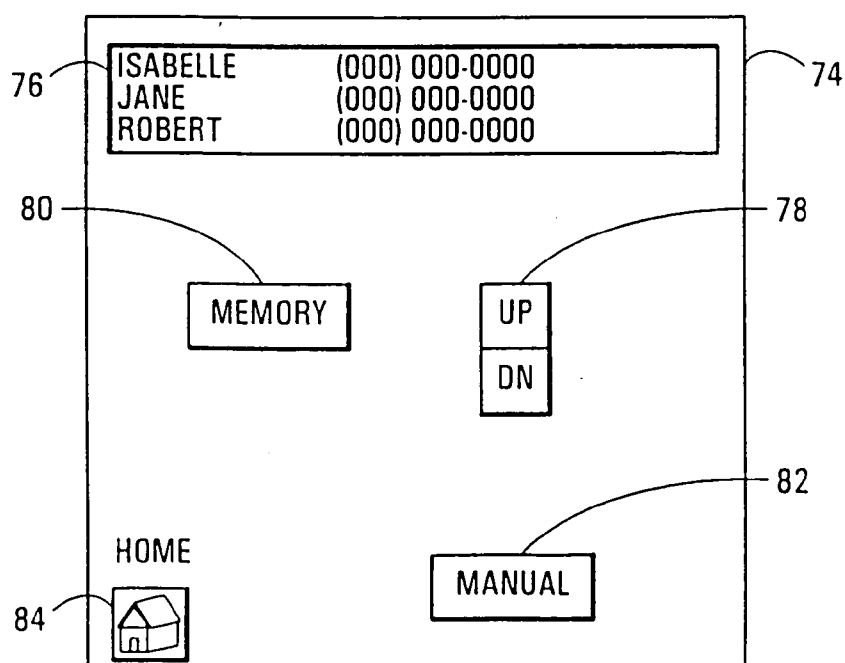 76 ISABELLE (000) 000-0000 74
JANE (000) 000-0000
ROBERT (000) 000-0000
80 78
MEMORY UP
DN
82
HOME
MANUAL
84